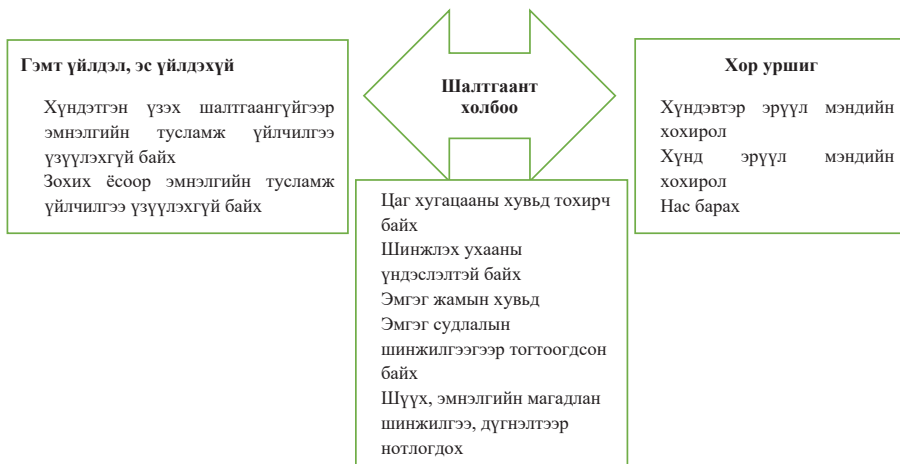 Гэмт үйлдэл, эс үйлдэхүй
Хүндэтгэн үзэх шалтгаангүйгээр
эмнэлгийн тусламж үйлчилгээ
үзүүлэхгүй байх
Зохих ёсоор эмнэлгийн тусламж
үйлчилгээ үзүүлэхгүй байх
Шалтгаант
холбоо
Цаг хугацааны хувьд тохирч
байх
Шинжлэх ухааны
үндэслэлтэй байх
Эмгэг жамын хувьд
Эмгэг судлалын
шинжилгээгээр тогтоогдсон
байх
Шүүх, эмнэлгийн магадлан
шинжилгээ, дүгнэлтээр
нотлогдох
Хор уршиг
Хүндэвтэр эрүүл мэндийн
хохирол
Хүнд эрүүл мэндийн
хохирол
Нас барах